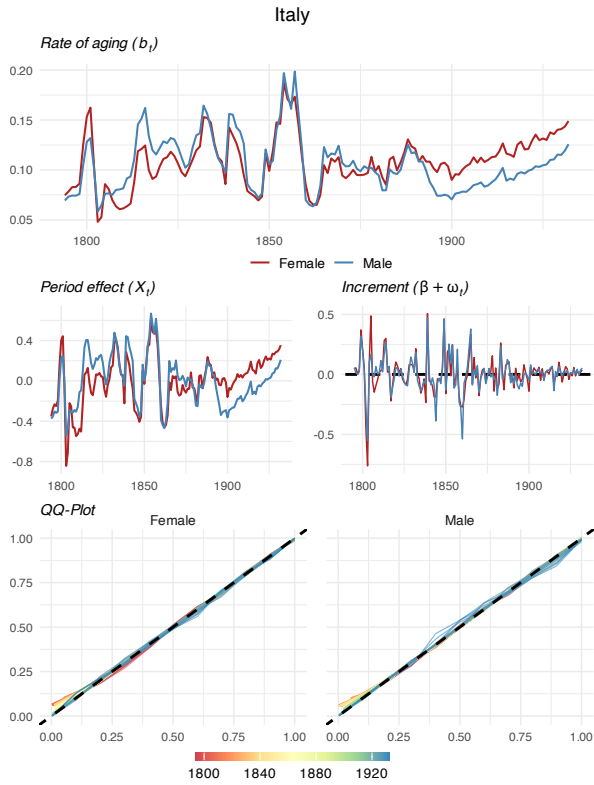 Italy
Rate of aging (bₜ)
0.20
0.15
0.10
0.05
1800 1850 1900
Female Male
Period effect (Xₜ)
0.4
0.0
-0.4
-0.8
1800 1850 1900
Increment (β + ωₜ)
0.5
0.0
-0.5
1800 1850 1900
QQ-Plot
Female Male
1.00
0.75
0.50
0.25
0.00
0.00 0.25 0.50 0.75 1.00 0.00 0.25 0.50 0.75 1.00
1800 1840 1880 1920